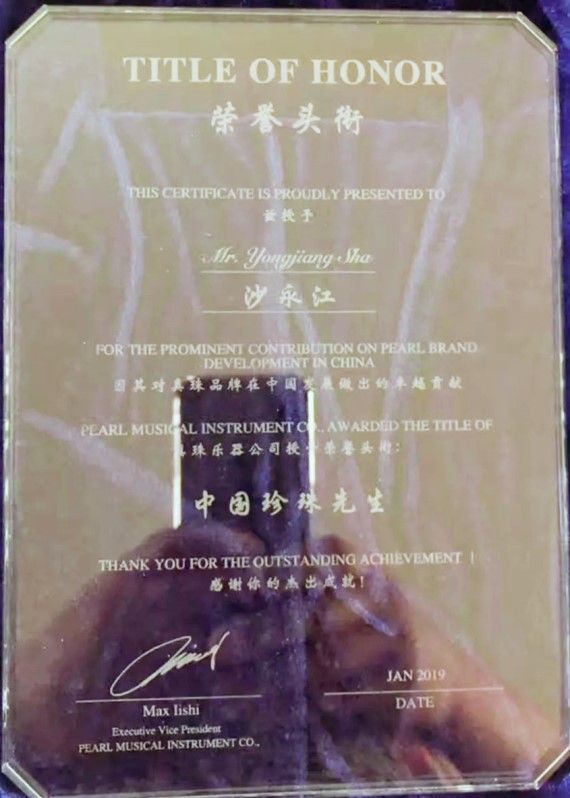 TITLE OF HONOR
荣誉头衔
THIS CERTIFICATE IS PROUDLY PRESENTED TO
兹授予
Mr. Yongjiang Sha
沙永江
FOR THE PROMINENT CONTRIBUTION ON PEARL BRAND
DEVELOPMENT IN CHINA
因其对真珠品牌在中国发展做出的卓越贡献
PEARL MUSICAL INSTRUMENT CO., AWARDED THE TITLE OF
真珠乐器公司授予荣誉头衔:
中国珍珠先生
THANK YOU FOR THE OUTSTANDING ACHIEVEMENT !
感谢你的杰出成就!
JAN 2019
Max Iishi
DATE
Executive Vice President
PEARL MUSICAL INSTRUMENT CO.,